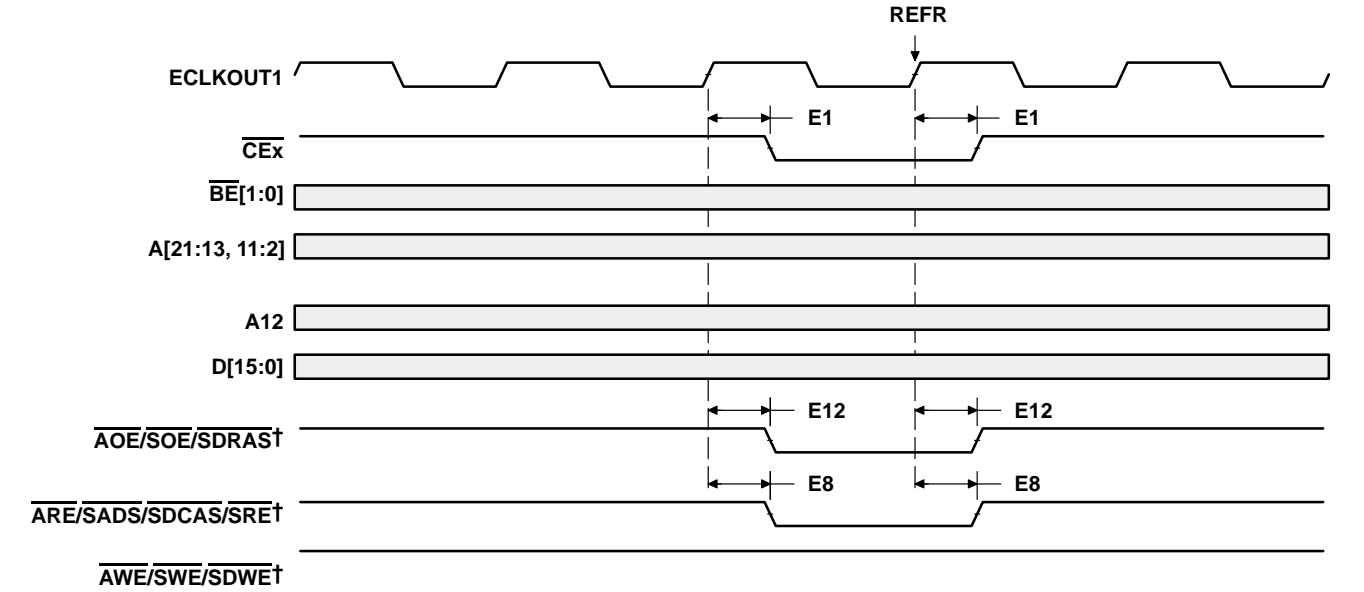 REFR
ECLKOUT1
E1 E1
CEx
BE[1:0]
A[21:13, 11:2]
A12
D[15:0]
E12 E12
AOE/SOE/SDRAS†
E8 E8
ARE/SADS/SDCAS/SRE†
AWE/SWE/SDWE†